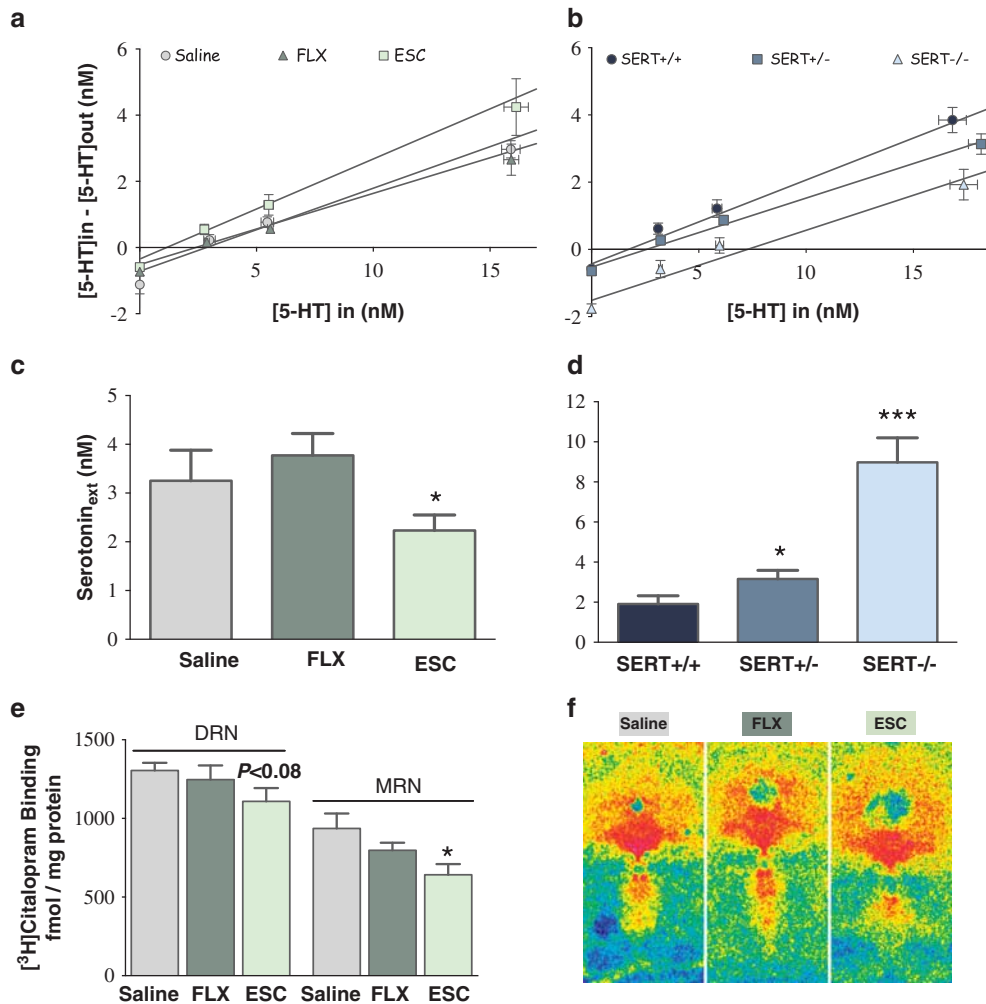 a
Saline FLX ESC
[5-HT]in - [5-HT]out (nM)
6
4
2
0
-2
5 10 15
[5-HT] in (nM)
b
SERT+/+ SERT+/- SERT-/-
6
4
2
0
-2
5 10 15
[5-HT] in (nM)
c
Serotonin_ext (nM)
5
4
3
2
1
0
*
Saline FLX ESC
d
12
10
8
6
4
2
0
*
***
SERT+/+ SERT+/- SERT-/-
e
[³H]Citalopram Binding
fmol / mg protein
1500
1000
500
0
DRN
P<0.08
MRN
*
Saline FLX ESC Saline FLX ESC
f
Saline FLX ESC